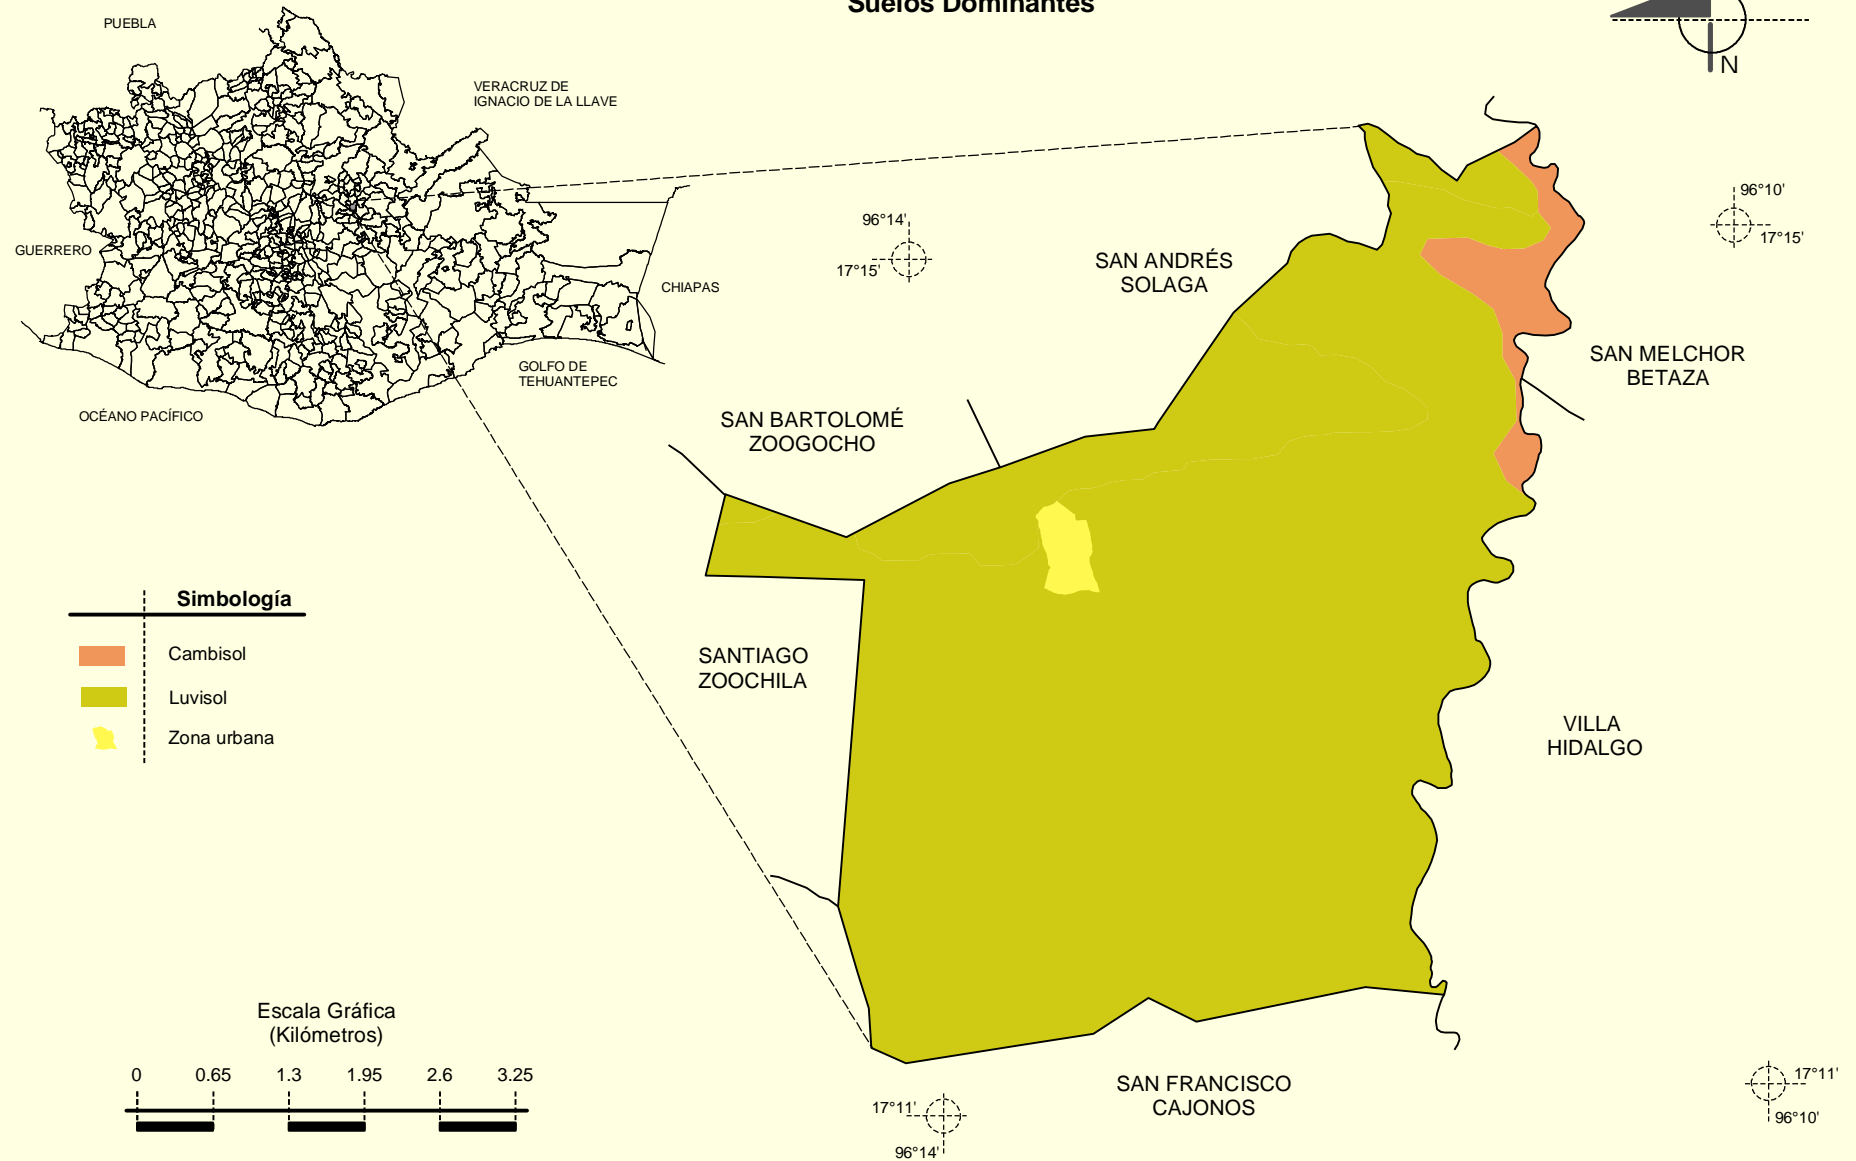 Suelos Dominantes
N
PUEBLA
VERACRUZ DE
IGNACIO DE LA LLAVE
GUERRERO
CHIAPAS
GOLFO DE
TEHUANTEPEC
OCÉANO PACÍFICO
96°14'
17°15'
96°10'
17°15'
SAN ANDRÉS
SOLAGA
SAN MELCHOR
BETAZA
SAN BARTOLOMÉ
ZOOGOCHO
SANTIAGO
ZOOCHILA
VILLA
HIDALGO
SAN FRANCISCO
CAJONOS
17°11'
96°14'
17°11'
96°10'
Simbología
Cambisol
Luvisol
Zona urbana
Escala Gráfica
(Kilómetros)
0 0.65 1.3 1.95 2.6 3.25